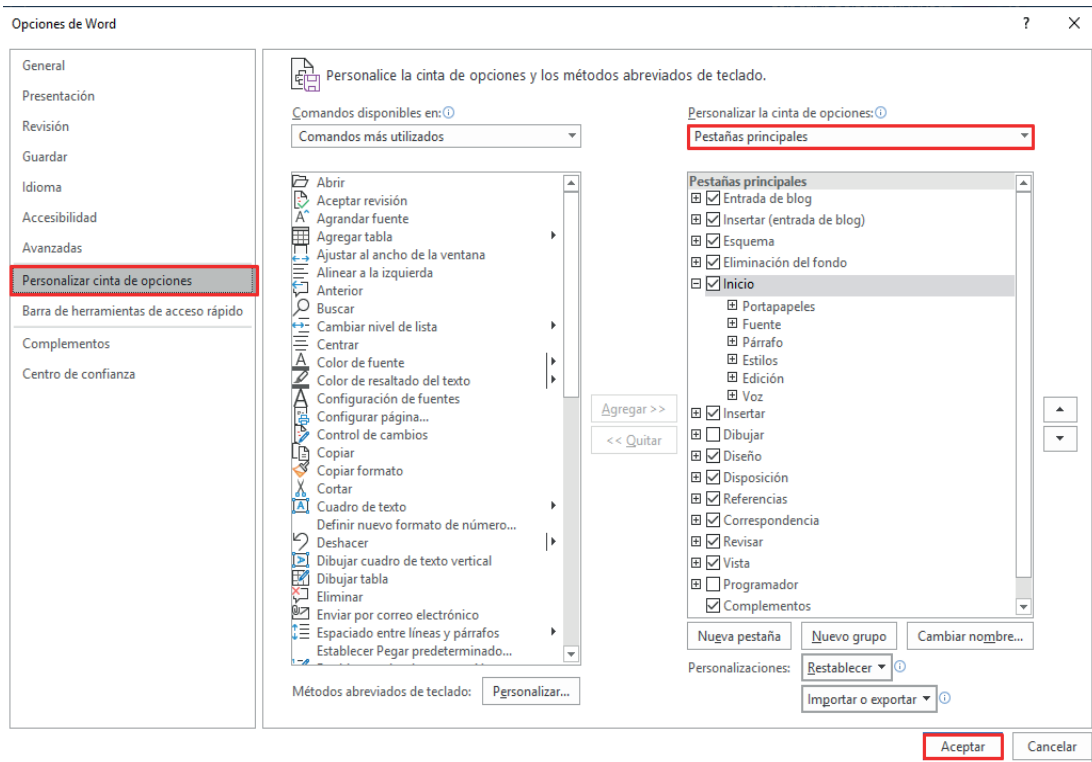 Opciones de Word
?
General
Presentación
Revisión
Guardar
Idioma
Accesibilidad
Avanzadas
Personalizar cinta de opciones
Barra de herramientas de acceso rápido
Complementos
Centro de confianza
Personalice la cinta de opciones y los métodos abreviados de teclado.
Comandos disponibles en:
Comandos más utilizados
Abrir
Aceptar revisión
Agrandar fuente
Agregar tabla
Ajustar al ancho de la ventana
Alinear a la izquierda
Anterior
Buscar
Cambiar nivel de lista
Centrar
Color de fuente
Color de resaltado del texto
Configuración de fuentes
Configurar página...
Control de cambios
Copiar
Copiar formato
Cortar
Cuadro de texto
Definir nuevo formato de número...
Deshacer
Dibujar cuadro de texto vertical
Dibujar tabla
Eliminar
Enviar por correo electrónico
Espaciado entre líneas y párrafos
Establecer Pegar predeterminado...
Métodos abreviados de teclado:
Personalizar...
Agregar >>
<< Quitar
Personalizar la cinta de opciones:
Pestañas principales
Pestañas principales
Entrada de blog
Insertar (entrada de blog)
Esquema
Eliminación del fondo
Inicio
Portapapeles
Fuente
Párrafo
Estilos
Edición
Voz
Insertar
Dibujar
Diseño
Disposición
Referencias
Correspondencia
Revisar
Vista
Programador
Complementos
Nueva pestaña
Nuevo grupo
Cambiar nombre...
Personalizaciones:
Restablecer
Importar o exportar
Aceptar
Cancelar